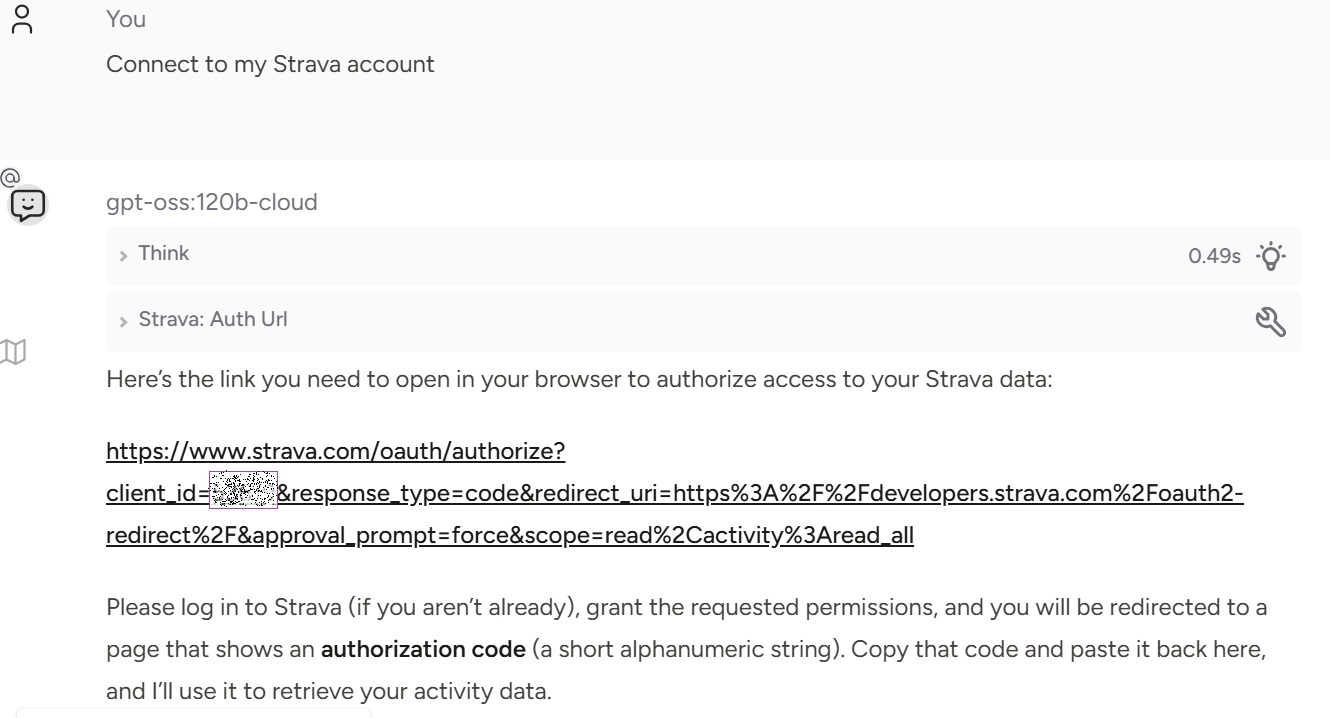 You
Connect to my Strava account
@
gpt-oss:120b-cloud
Think
0.49s
Strava: Auth Url
Here’s the link you need to open in your browser to authorize access to your Strava data:
https://www.strava.com/oauth/authorize?
client_id=&response_type=code&redirect_uri=https%3A%2F%2Fdevelopers.strava.com%2Foauth2-
redirect%2F&approval_prompt=force&scope=read%2Cactivity%3Aread_all
Please log in to Strava (if you aren’t already), grant the requested permissions, and you will be redirected to a
page that shows an authorization code (a short alphanumeric string). Copy that code and paste it back here,
and I’ll use it to retrieve your activity data.